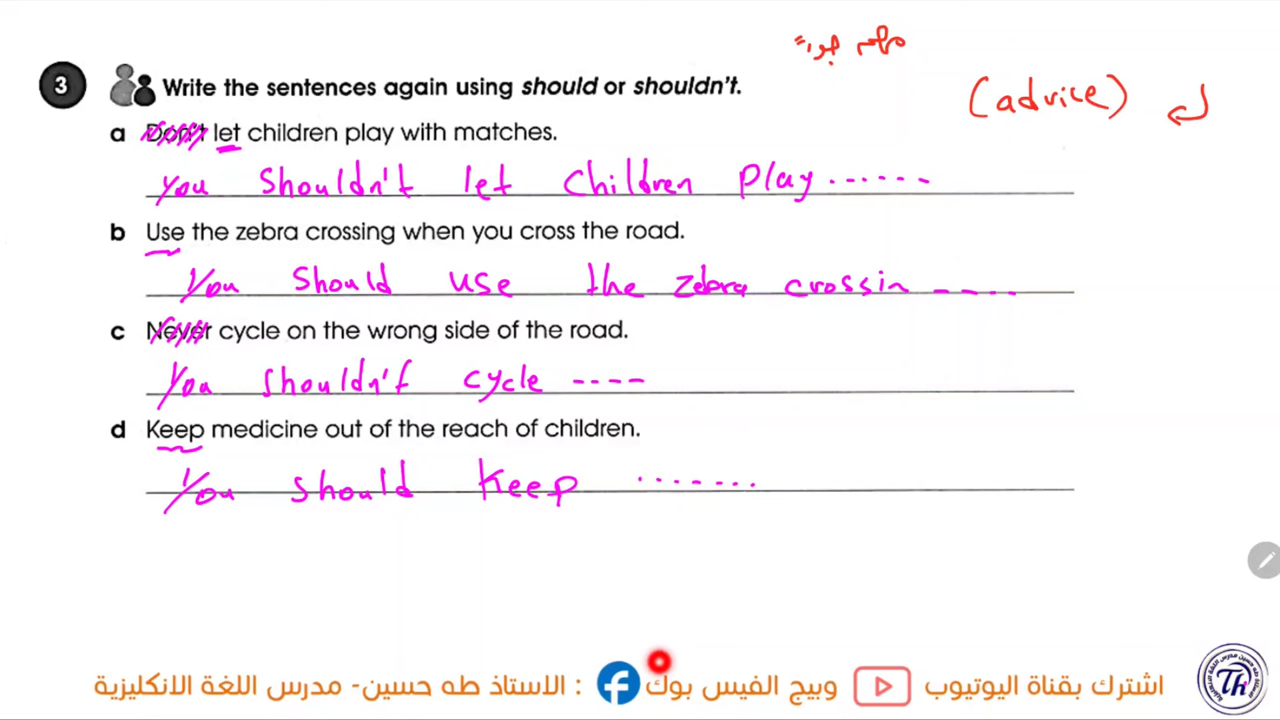 مهم جداً
3 Write the sentences again using should or shouldn't.
(advice)
a Don't let children play with matches.
you shouldn't let children play.......
b Use the zebra crossing when you cross the road.
You should use the zebra crossin ----
c Never cycle on the wrong side of the road.
You shouldn't cycle ----
d Keep medicine out of the reach of children.
You should keep .......
اشترك بقناة اليوتيوب وبيج الفيس بوك : الاستاذ طه حسين- مدرس اللغة الانكليزية
Th